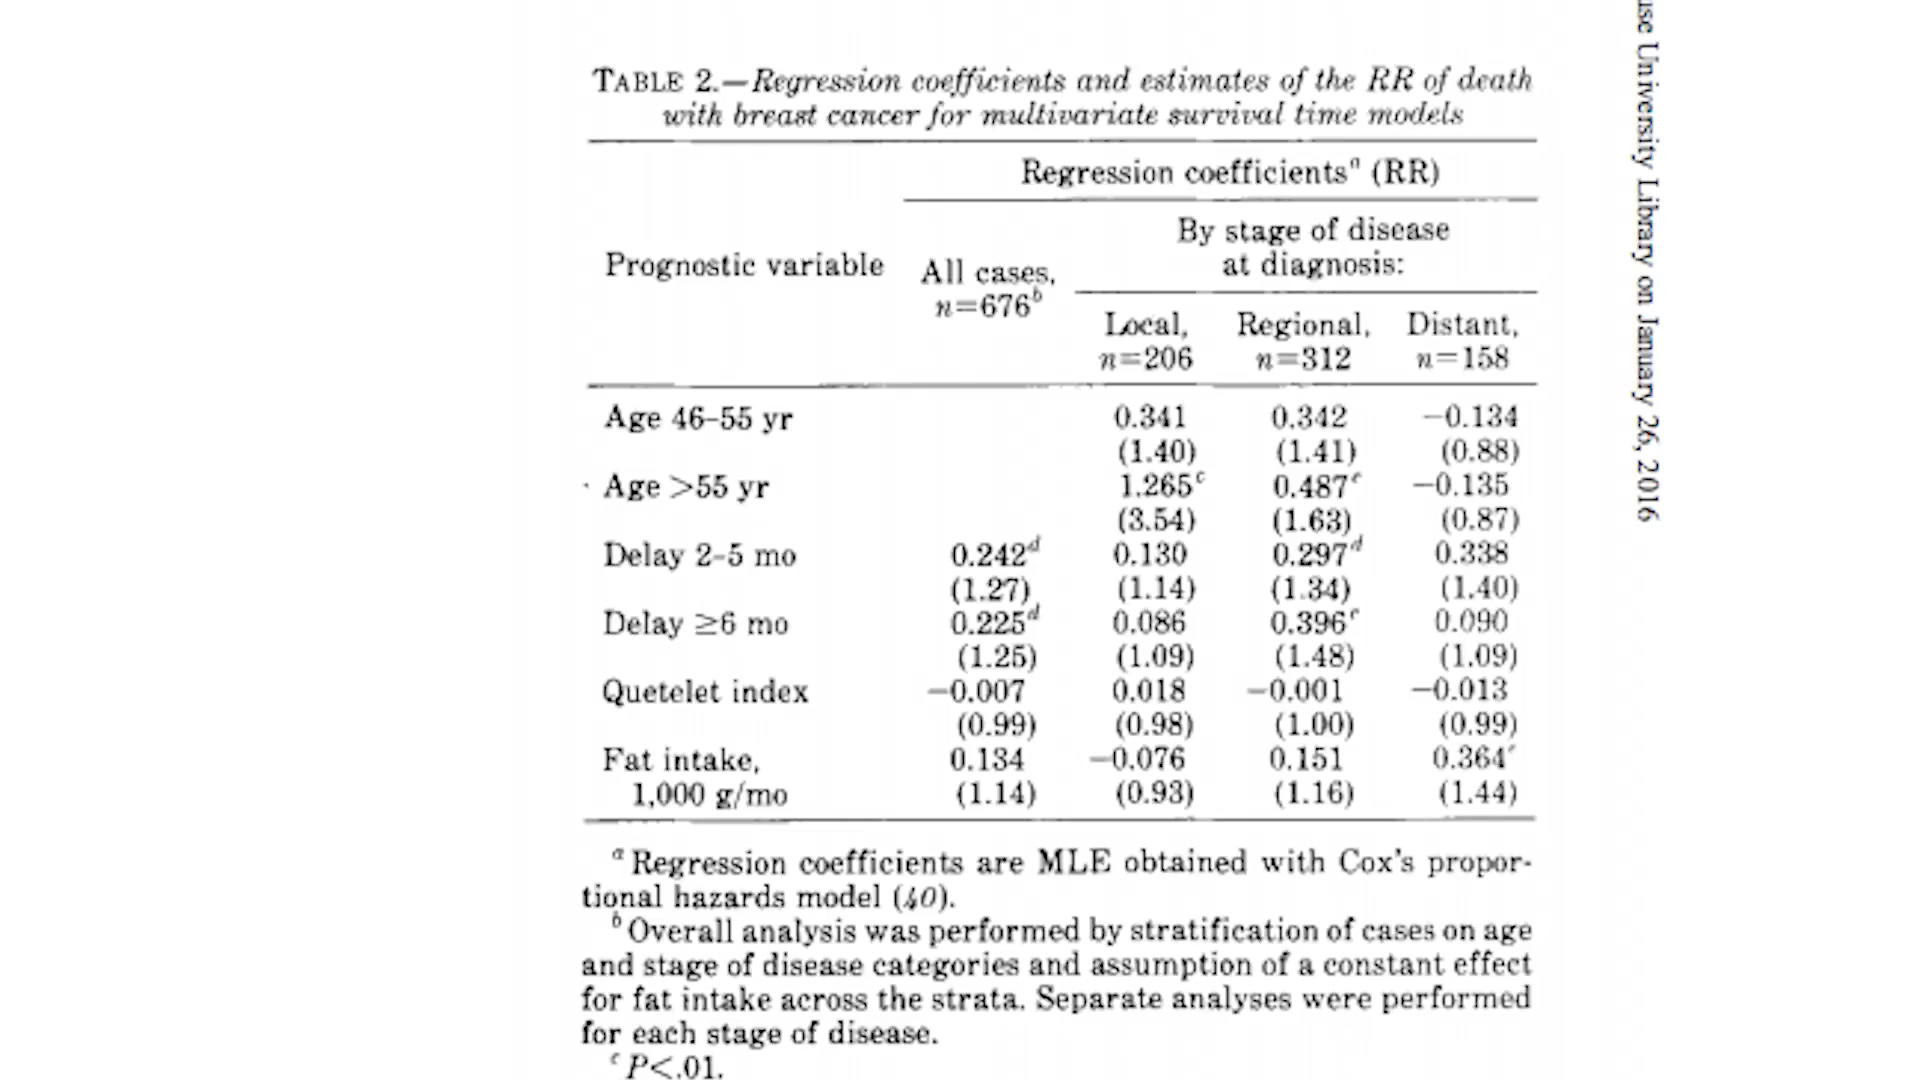 TABLE 2.—Regression coefficients and estimates of the RR of death
with breast cancer for multivariate survival time models
Regression coefficientsᵃ (RR)
Prognostic variable
All cases,
n=676ᵇ
By stage of disease
at diagnosis:
Local, Regional, Distant,
n=206 n=312 n=158
Age 46–55 yr 0.341 0.342 −0.134
(1.40) (1.41) (0.88)
Age >55 yr 1.265ᶜ 0.487ᶜ −0.135
(3.54) (1.63) (0.87)
Delay 2–5 mo 0.242ᵈ 0.130 0.297ᵈ 0.338
(1.27) (1.14) (1.34) (1.40)
Delay ≥6 mo 0.225ᵈ 0.086 0.396ᶜ 0.090
(1.25) (1.09) (1.48) (1.09)
Quetelet index −0.007 0.018 −0.001 −0.013
(0.99) (0.98) (1.00) (0.99)
Fat intake, 0.134 −0.076 0.151 0.364ᶜ
1,000 g/mo (1.14) (0.93) (1.16) (1.44)
ᵃ Regression coefficients are MLE obtained with Cox's propor-
tional hazards model (40).
ᵇ Overall analysis was performed by stratification of cases on age
and stage of disease categories and assumption of a constant effect
for fat intake across the strata. Separate analyses were performed
for each stage of disease.
ᶜ P<.01.
University Library on January 26, 2016